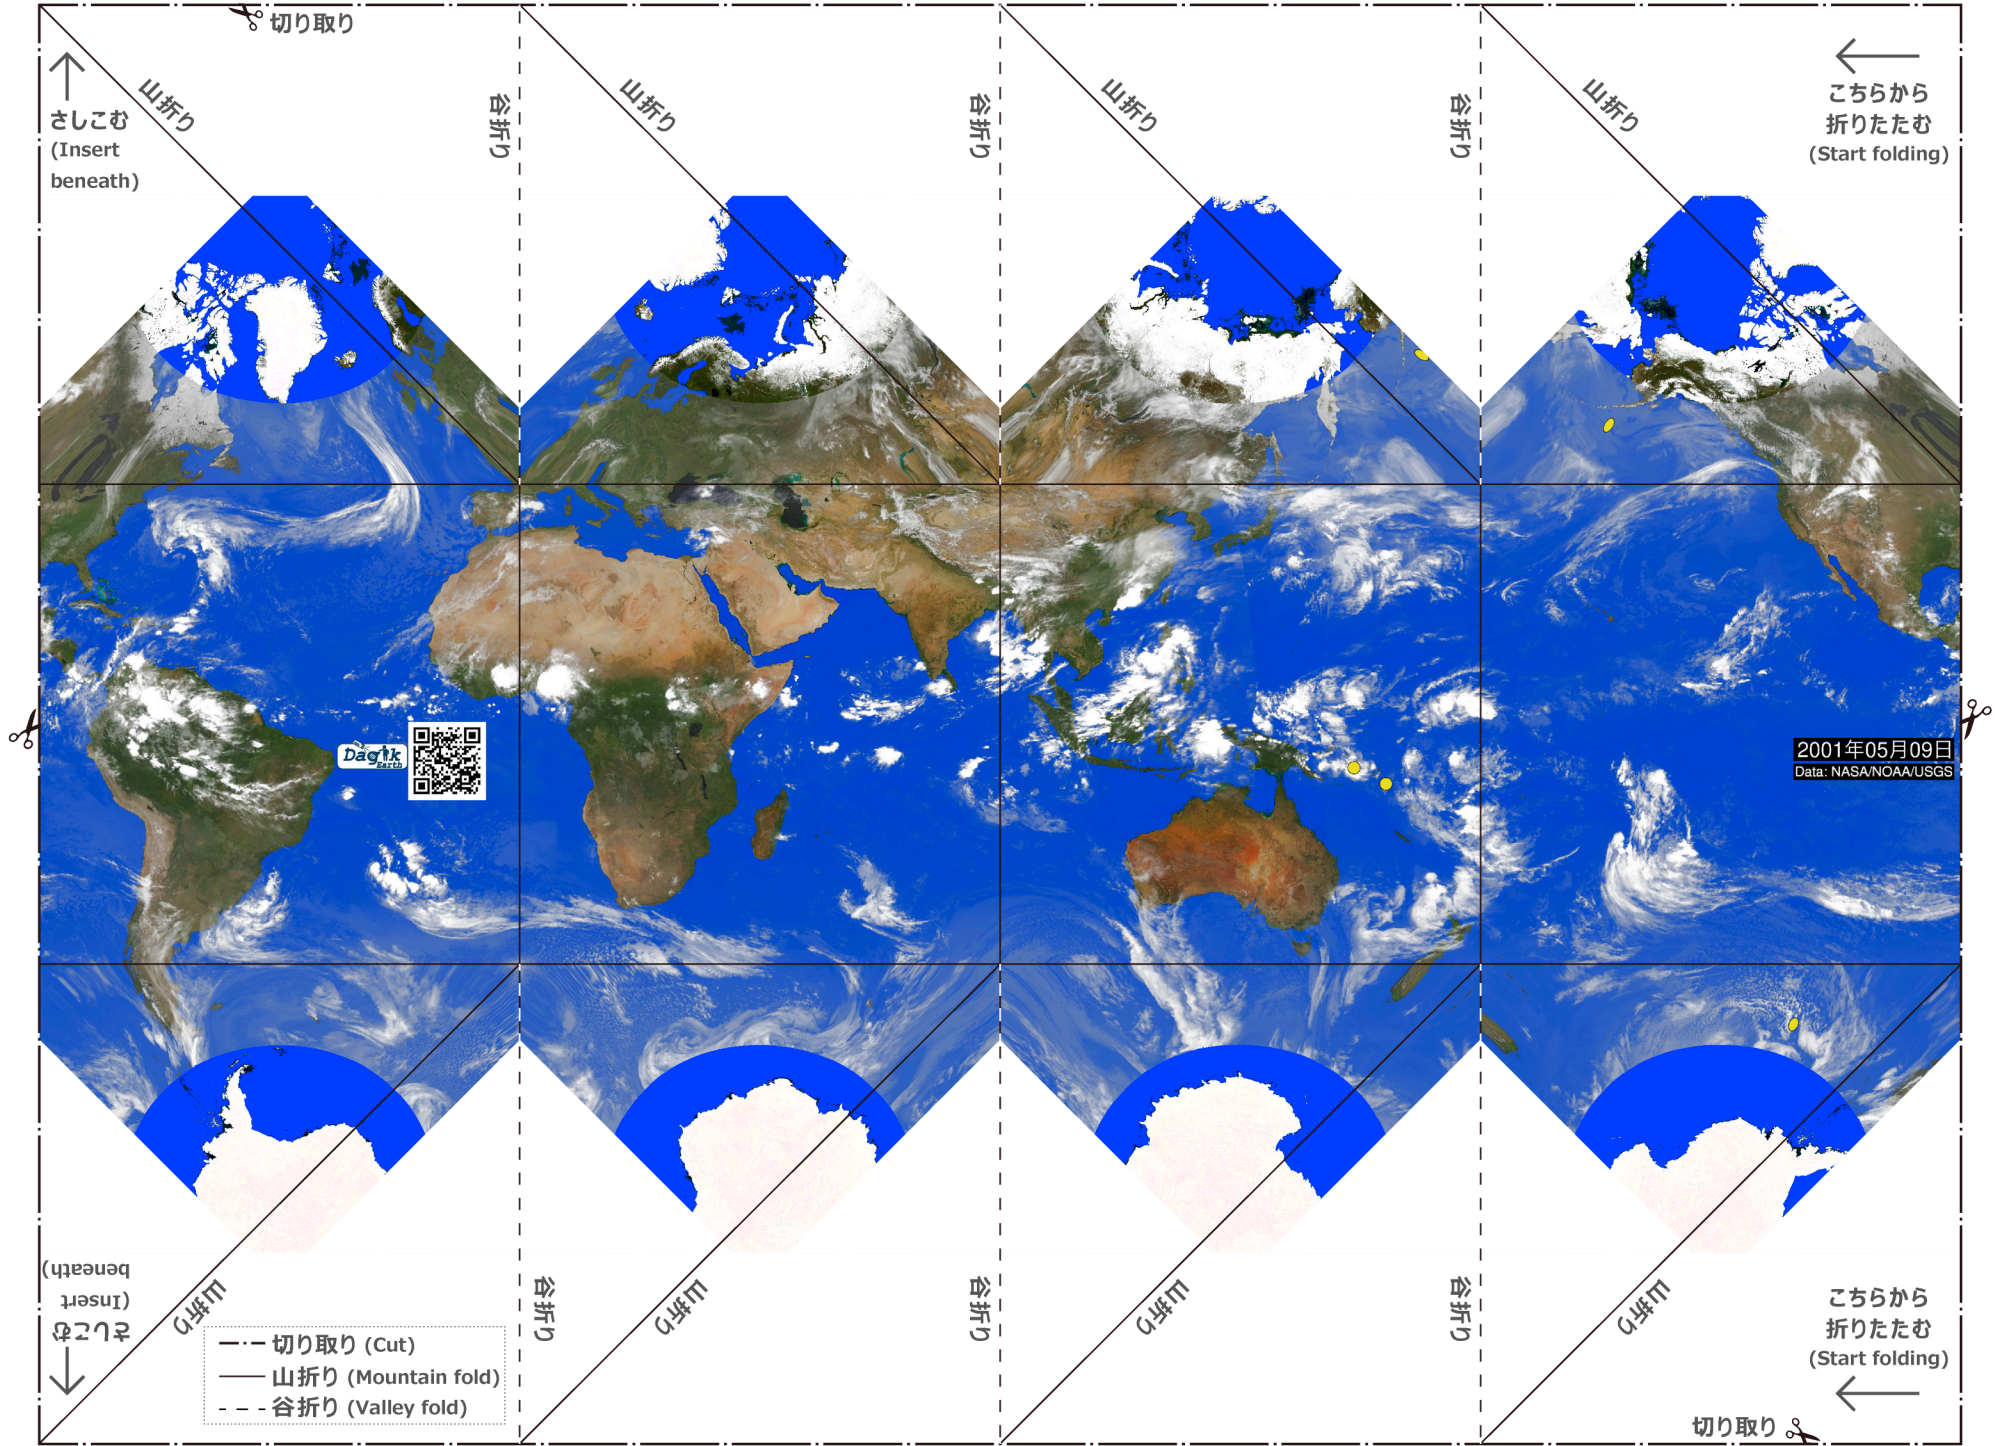 切り取り
さしこむ
(Insert
beneath)
山折り
谷折り
山折り
谷折り
山折り
谷折り
山折り
こちらから
折りたたむ
(Start folding)
Dagik
Earth
2001年05月09日
Data: NASA/NOAA/USGS
さしこむ
(Insert
beneath)
山折り
谷折り
山折り
谷折り
山折り
谷折り
山折り
こちらから
折りたたむ
(Start folding)
切り取り (Cut)
山折り (Mountain fold)
谷折り (Valley fold)
切り取り